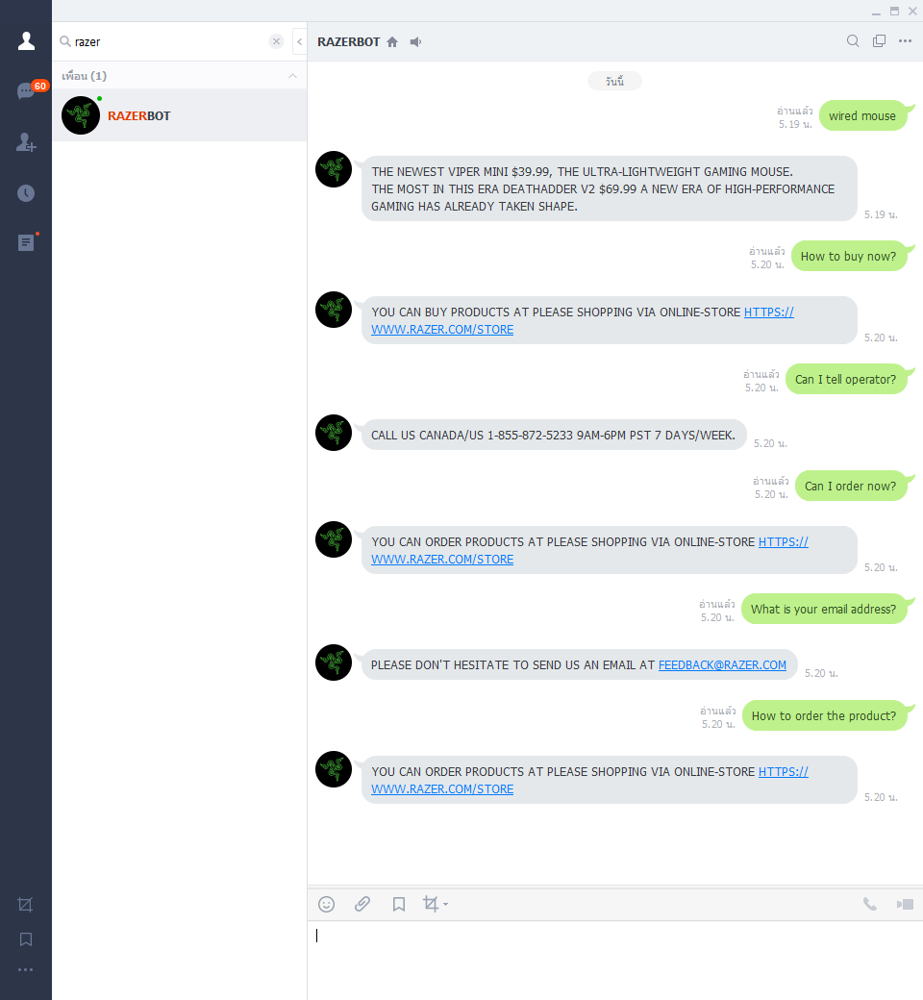 razer
เพื่อน (1)
60
RAZERBOT
RAZERBOT
วันนี้
อ่านแล้ว
5.19 น.
wired mouse
THE NEWEST VIPER MINI $39.99, THE ULTRA-LIGHTWEIGHT GAMING MOUSE.
THE MOST IN THIS ERA DEATHADDER V2 $69.99 A NEW ERA OF HIGH-PERFORMANCE
GAMING HAS ALREADY TAKEN SHAPE.
5.19 น.
อ่านแล้ว
5.20 น.
How to buy now?
YOU CAN BUY PRODUCTS AT PLEASE SHOPPING VIA ONLINE-STORE HTTPS://
WWW.RAZER.COM/STORE
5.20 น.
อ่านแล้ว
5.20 น.
Can I tell operator?
CALL US CANADA/US 1-855-872-5233 9AM-6PM PST 7 DAYS/WEEK.
5.20 น.
อ่านแล้ว
5.20 น.
Can I order now?
YOU CAN ORDER PRODUCTS AT PLEASE SHOPPING VIA ONLINE-STORE HTTPS://
WWW.RAZER.COM/STORE
5.20 น.
อ่านแล้ว
5.20 น.
What is your email address?
PLEASE DON'T HESITATE TO SEND US AN EMAIL AT FEEDBACK@RAZER.COM
5.20 น.
อ่านแล้ว
5.20 น.
How to order the product?
YOU CAN ORDER PRODUCTS AT PLEASE SHOPPING VIA ONLINE-STORE HTTPS://
WWW.RAZER.COM/STORE
5.20 น.